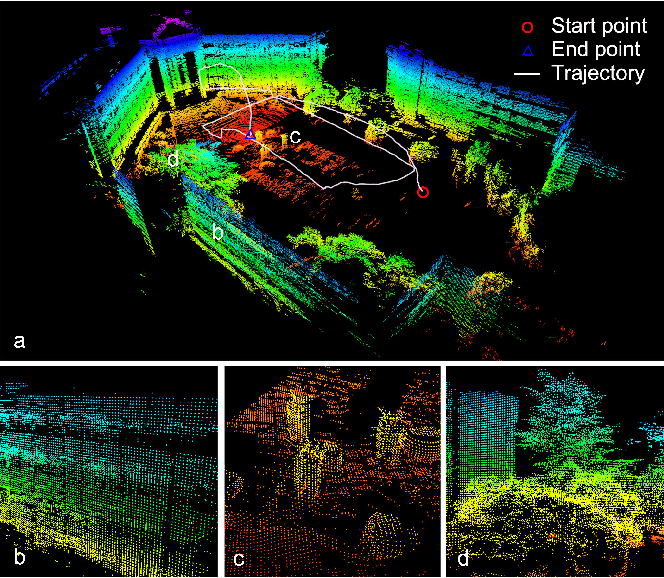 Start point
End point
Trajectory
c
d
b
a
b
c
d